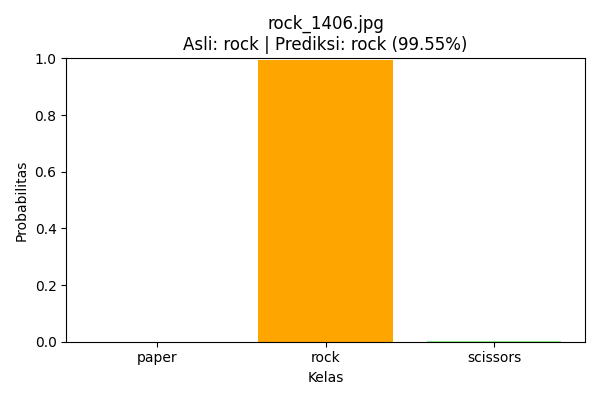 rock_1406.jpg
Asli: rock | Prediksi: rock (99.55%)
1.0
0.8
0.6
0.4
0.2
0.0
Probabilitas
paper rock scissors
Kelas